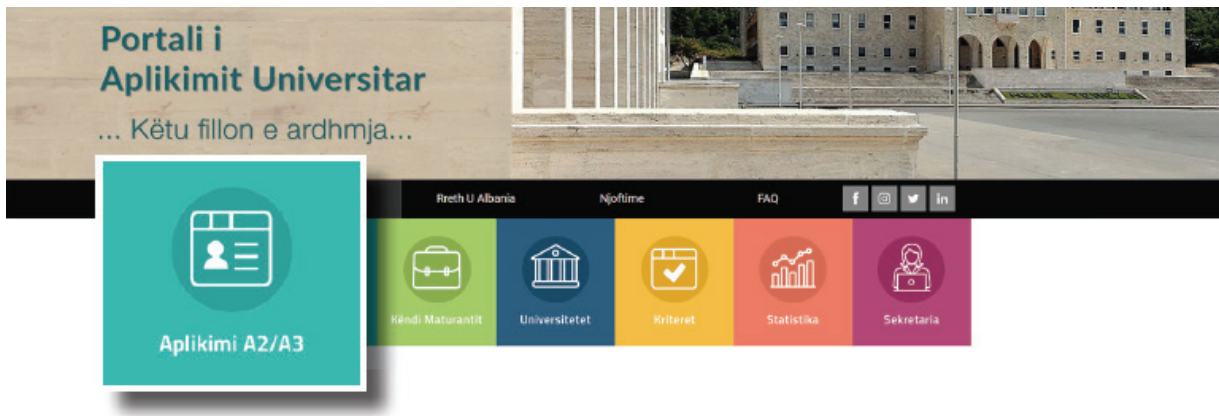 Portali i
Aplikimit Universitar
... Këtu fillon e ardhmja...
Rreth U Albania
Njoftime
FAQ
f
in
Aplikimi A2/A3
Këndi Maturantit
Universitetet
Kriteret
Statistika
Sekretaria